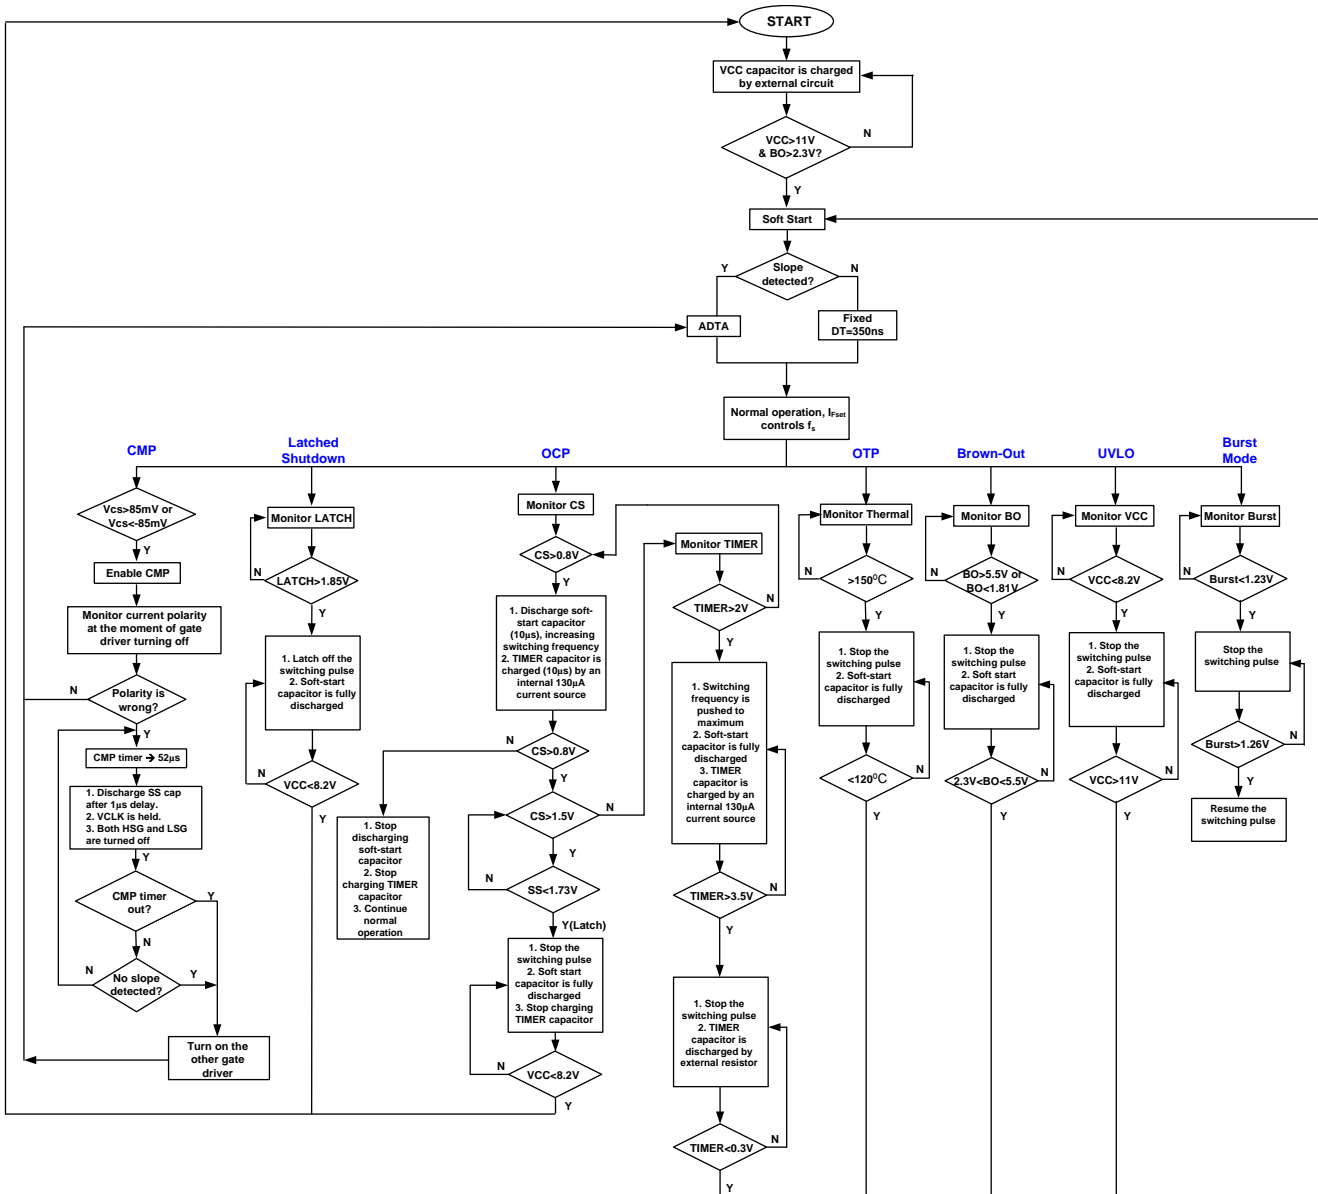 START
VCC capacitor is charged
by external circuit
VCC>11V
& BO>2.3V?
N
Y
Soft Start
Slope
detected?
Y
N
ADTA
Fixed
DT=350ns
Normal operation, IFset
controls fs
CMP
Vcs>85mV or
Vcs<-85mV
Y
Enable CMP
Monitor current polarity
at the moment of gate
driver turning off
Polarity is
wrong?
N
Y
CMP timer → 52μs
1. Discharge SS cap
after 1μs delay.
2. VCLK is held.
3. Both HSG and LSG
are turned off
Y
CMP timer
out?
Y
N
No slope
detected?
N
Y
Turn on the
other gate
driver
Latched
Shutdown
Monitor LATCH
LATCH>1.85V
N
Y
1. Latch off the
switching pulse
2. Soft-start
capacitor is fully
discharged
VCC<8.2V
N
Y
OCP
Monitor CS
CS>0.8V
Y
1. Discharge soft-
start capacitor
(10μs), increasing
switching frequency
2. TIMER capacitor is
charged (10μs) by an
internal 130μA
current source
CS>0.8V
N
Y
1. Stop
discharging
soft-start
capacitor
2. Stop
charging TIMER
capacitor
3. Continue
normal
operation
CS>1.5V
N
Y
SS<1.73V
N
Y(Latch)
1. Stop the
switching pulse
2. Soft start
capacitor is fully
discharged
3. Stop charging
TIMER capacitor
VCC<8.2V
N
Y
Monitor TIMER
TIMER>2V
N
Y
1. Switching
frequency is
pushed to
maximum
2. Soft-start
capacitor is fully
discharged
3. TIMER
capacitor is
charged by an
internal 130μA
current source
TIMER>3.5V
N
Y
1. Stop the
switching pulse
2. TIMER
capacitor is
discharged by
external resistor
TIMER<0.3V
N
Y
OTP
Monitor Thermal
>150℃
N
Y
1. Stop the
switching pulse
2. Soft-start
capacitor is fully
discharged
<120℃
N
Y
Brown-Out
Monitor BO
BO>5.5V or
BO<1.81V
N
Y
1. Stop the
switching pulse
2. Soft start
capacitor is fully
discharged
2.3V<BO<5.5V
N
Y
UVLO
Monitor VCC
VCC<8.2V
N
Y
1. Stop the
switching pulse
2. Soft-start
capacitor is fully
discharged
VCC>11V
N
Y
Burst
Mode
Monitor Burst
Burst<1.23V
N
Y
Stop the
switching pulse
Burst>1.26V
N
Y
Resume the
switching pulse